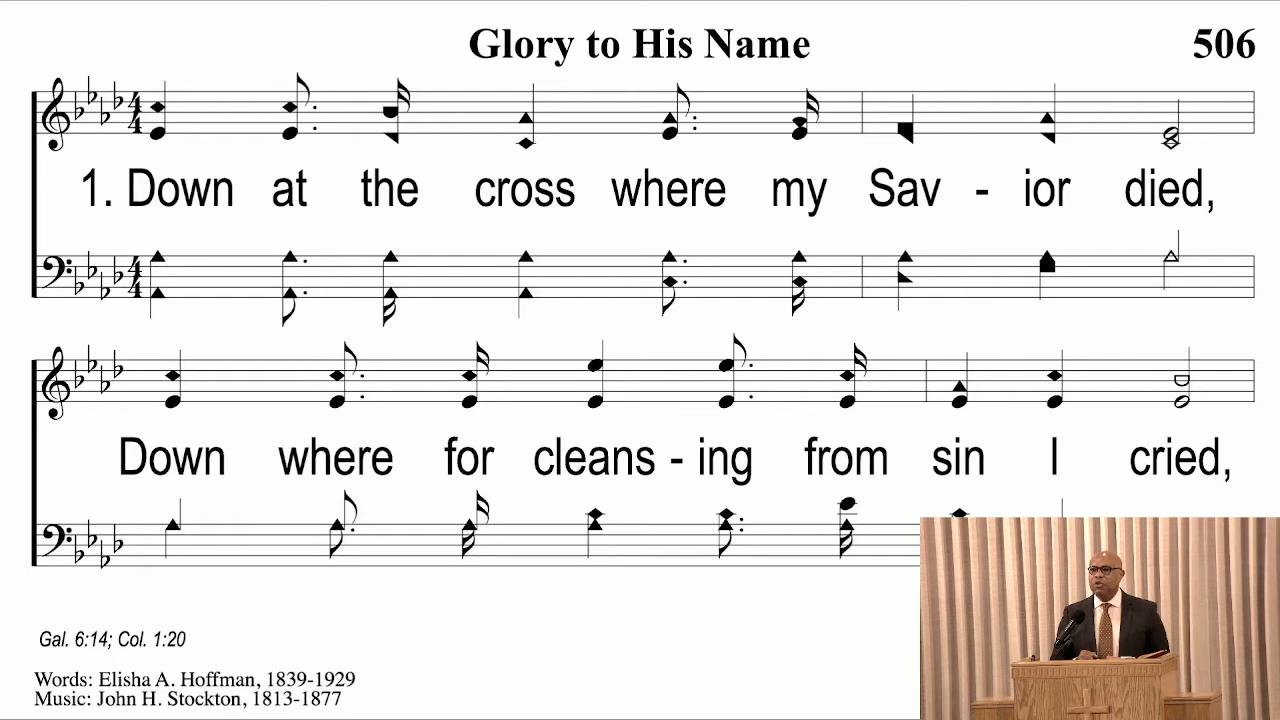 Glory to His Name
506
1. Down at the cross where my Sav - ior died,
Down where for cleans - ing from sin I cried,
Gal. 6:14; Col. 1:20
Words: Elisha A. Hoffman, 1839-1929
Music: John H. Stockton, 1813-1877